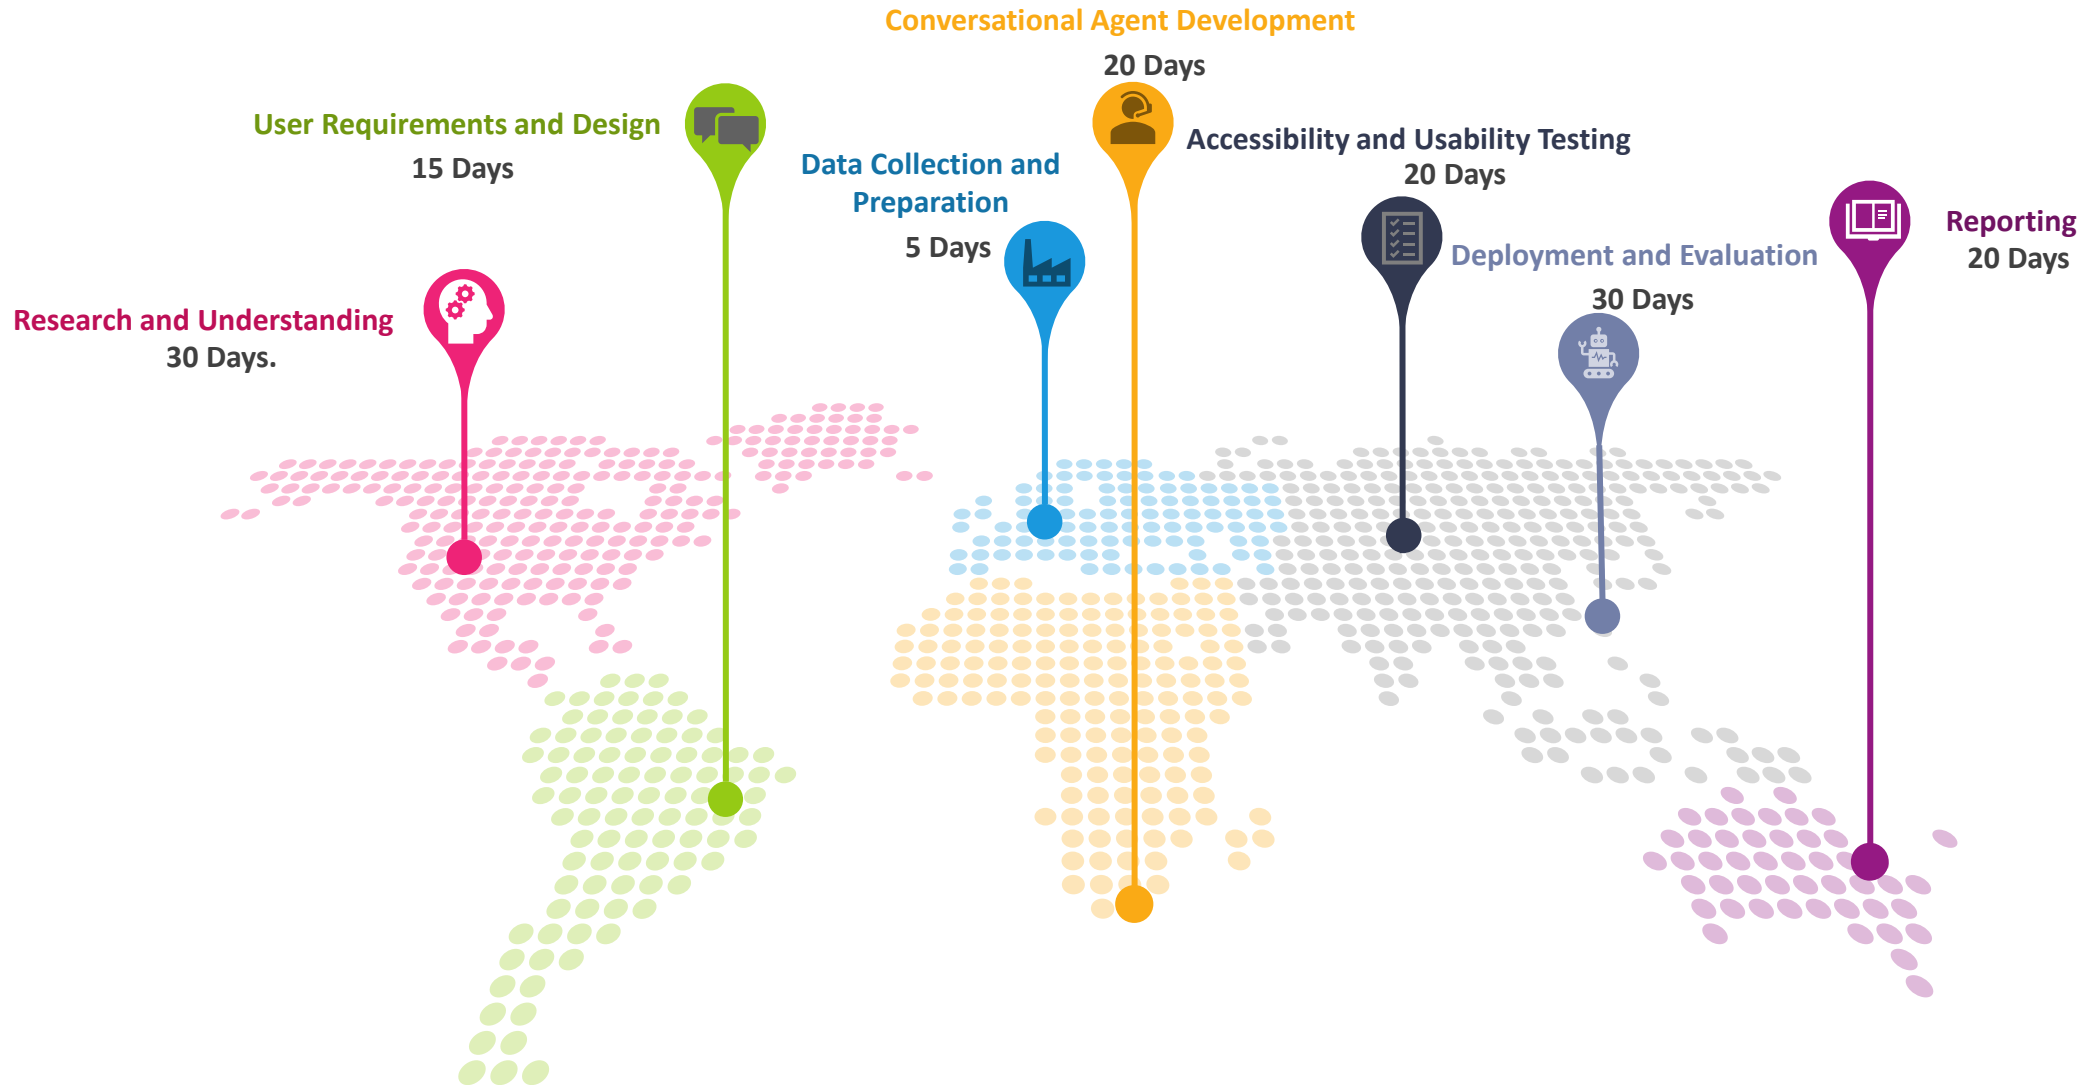 Research and Understanding
30 Days.
User Requirements and Design
15 Days
Data Collection and
Preparation
5 Days
Conversational Agent Development
20 Days
Accessibility and Usability Testing
20 Days
Deployment and Evaluation
30 Days
Reporting
20 Days